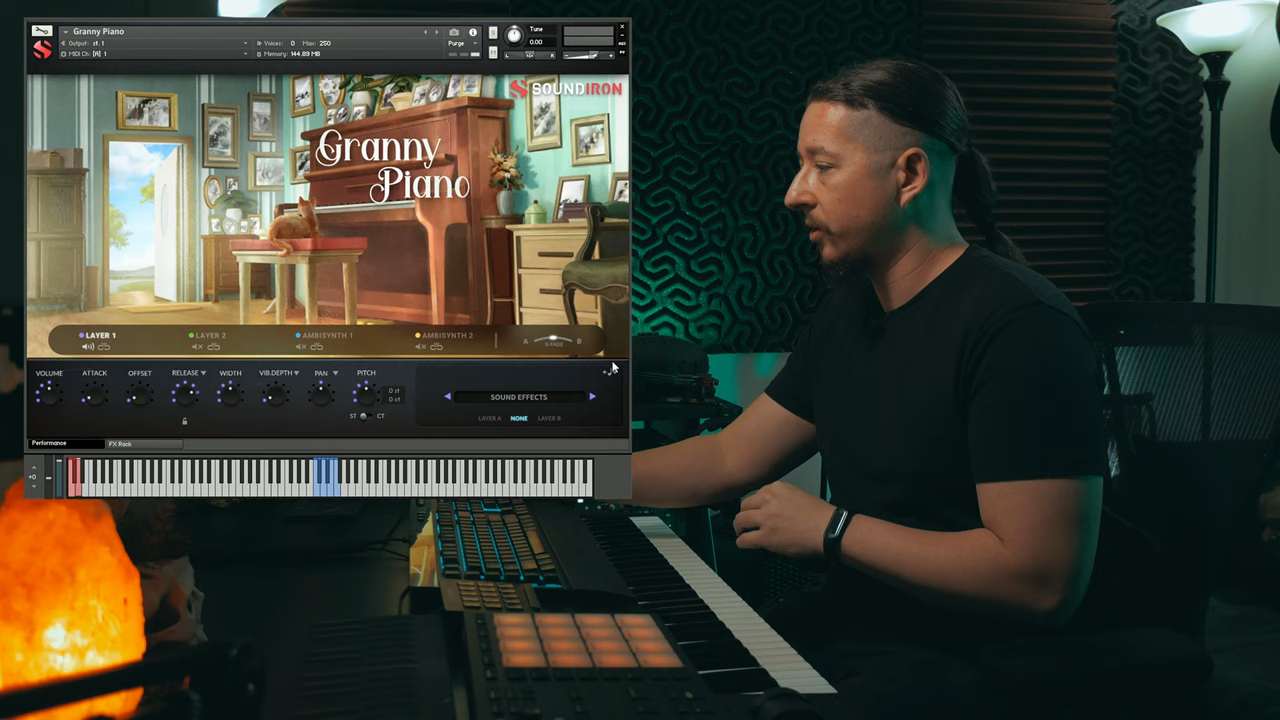 Granny Piano
Output: st.1
Voices: 0 Max: 250
Purge
MIDI Ch: [A] 1
Memory: 144.89 MB
S
M
Tune
0.00
L R
SOUNDIRON
Granny
Piano
LAYER 1
LAYER 2
AMBISYNTH 1
AMBISYNTH 2
A X-FADE B
VOLUME ATTACK OFFSET RELEASE WIDTH VIB.DEPTH PAN PITCH
0 st
0 st
ST CT
SOUND EFFECTS
LAYER A NONE LAYER B
Performance
FX Rack
+0